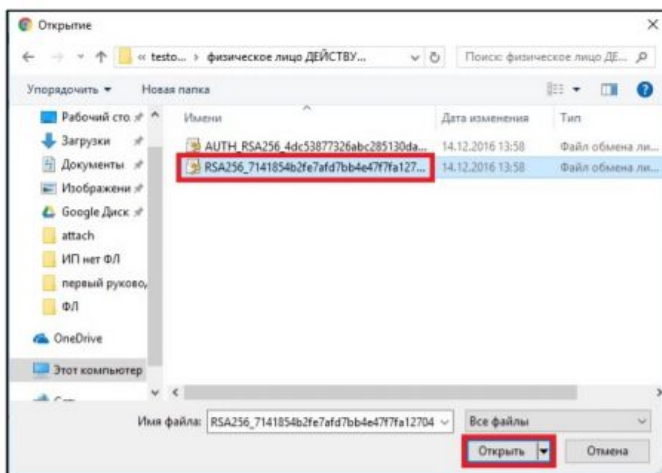 Открытие
« testo... › физическое лицо ДЕЙСТВУ...
Поиск: физическое лицо ДЕ...
Упорядочить
Новая папка
Рабочий сто
Загрузки
Документы
Изображени
Google Диск
attach
ИП нет ФЛ
первый руково,
ФЛ
OneDrive
Этот компьютер
Имени Дата изменения Тип
AUTH_RSA256_4dc53877326abc285130da... 14.12.2016 13:58 Файл обмена ли...
RSA256_7141854b2fe7afd7bb4e47f7fa127... 14.12.2016 13:58 Файл обмена ли...
Имя файла: RSA256_7141854b2fe7afd7bb4e47f7fa12704 Все файлы
Открыть Отмена